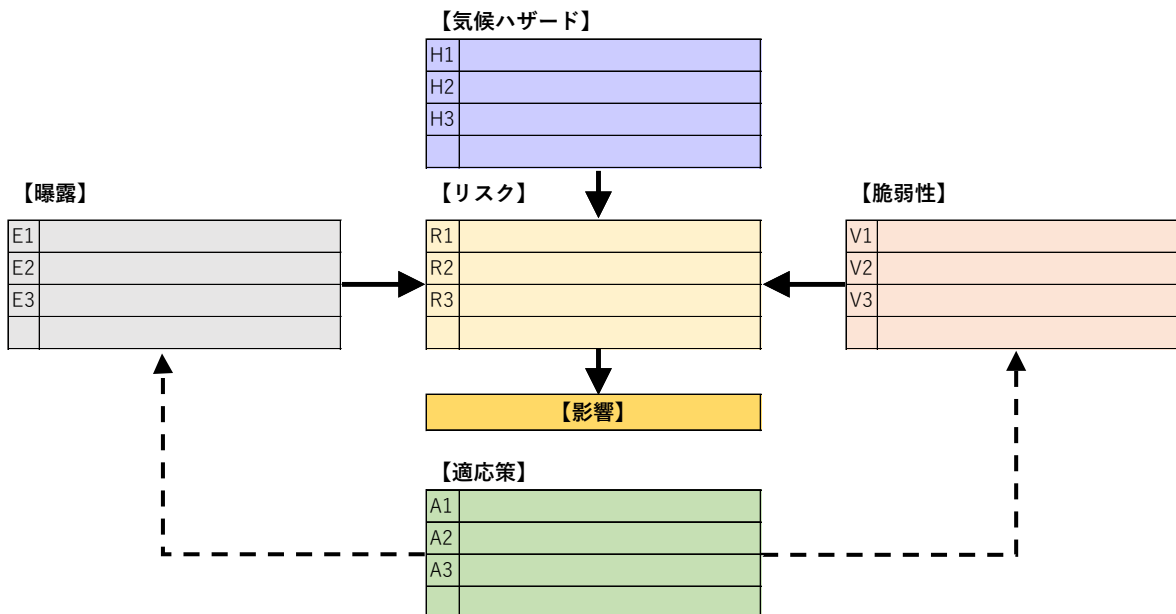 【気候ハザード】
H1
H2
H3
【曝露】
E1
E2
E3
【リスク】
R1
R2
R3
【脆弱性】
V1
V2
V3
【影響】
【適応策】
A1
A2
A3